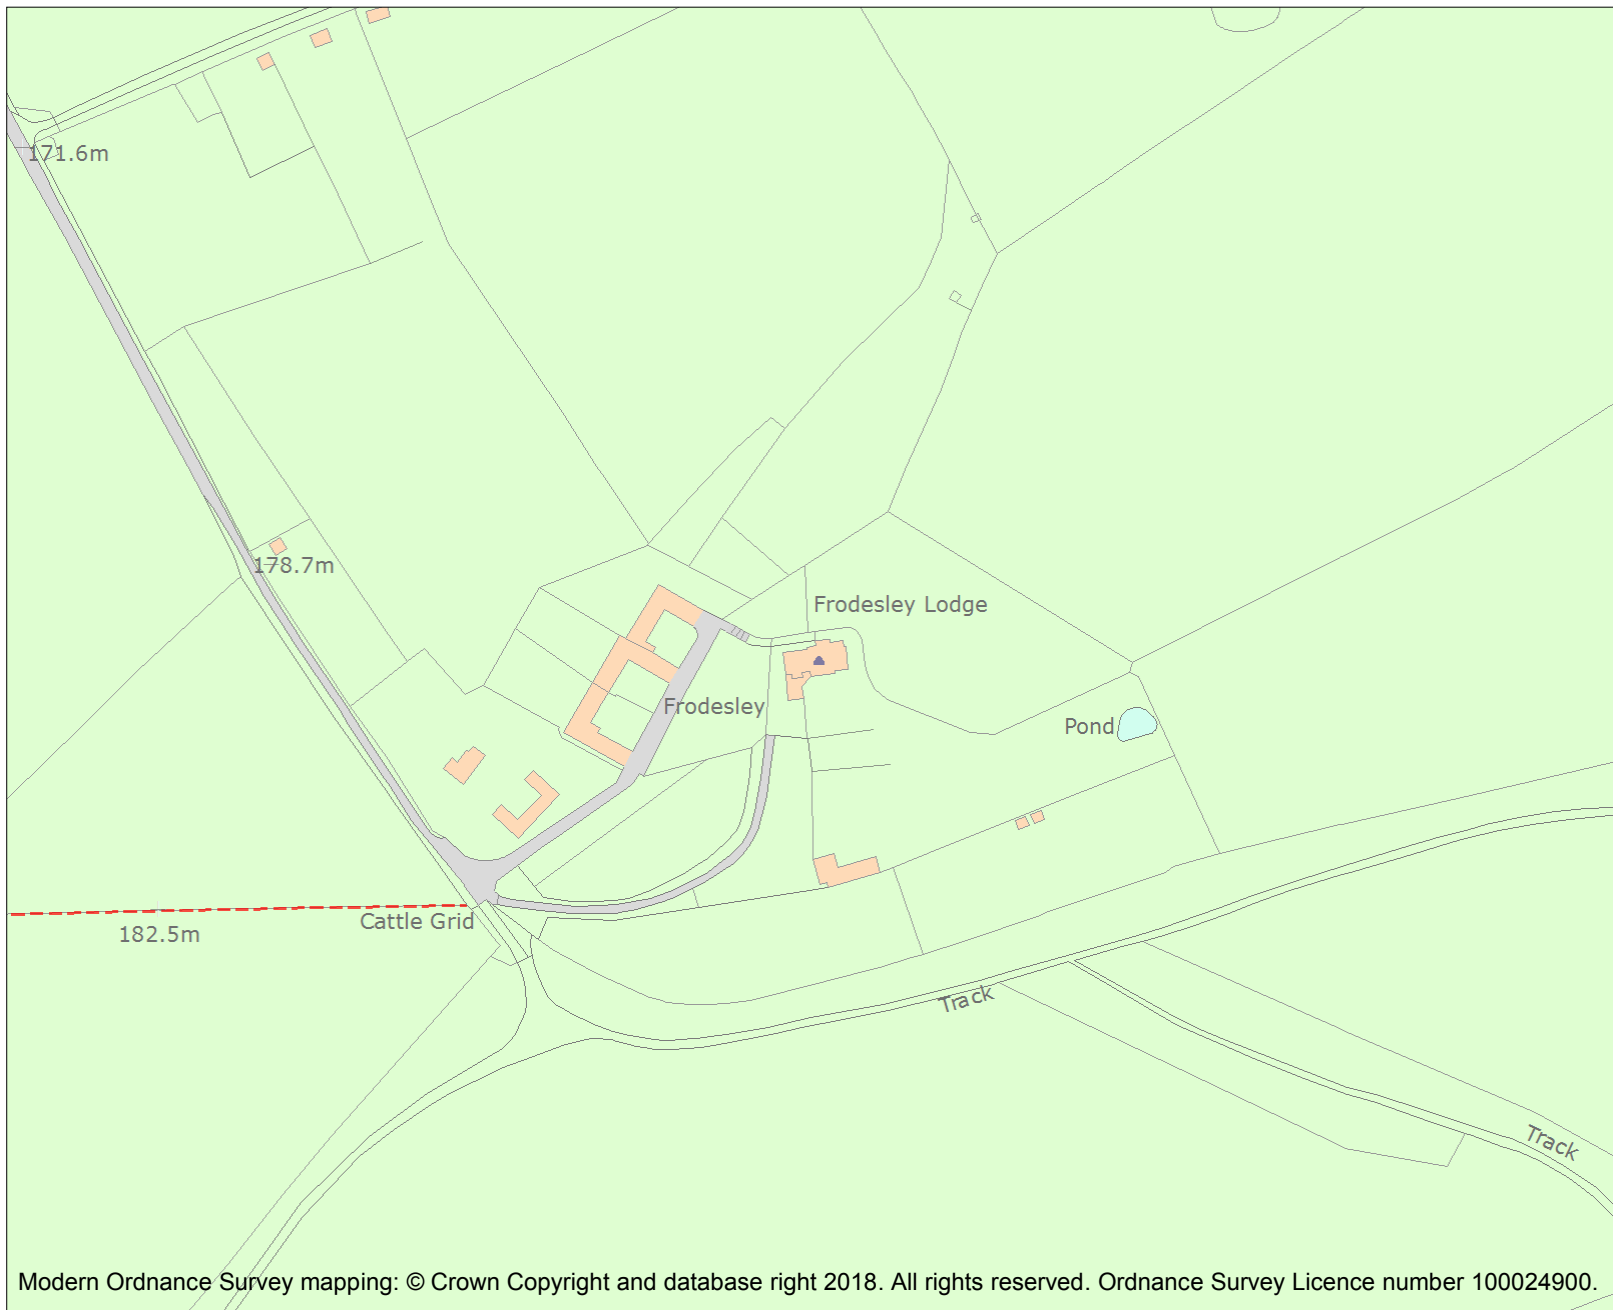 171.6m
178.7m
Frodesley Lodge
Frodesley
Pond
Cattle Grid
182.5m
Track
Track
Modern Ordnance Survey mapping: © Crown Copyright and database right 2018. All rights reserved. Ordnance Survey Licence number 100024900.